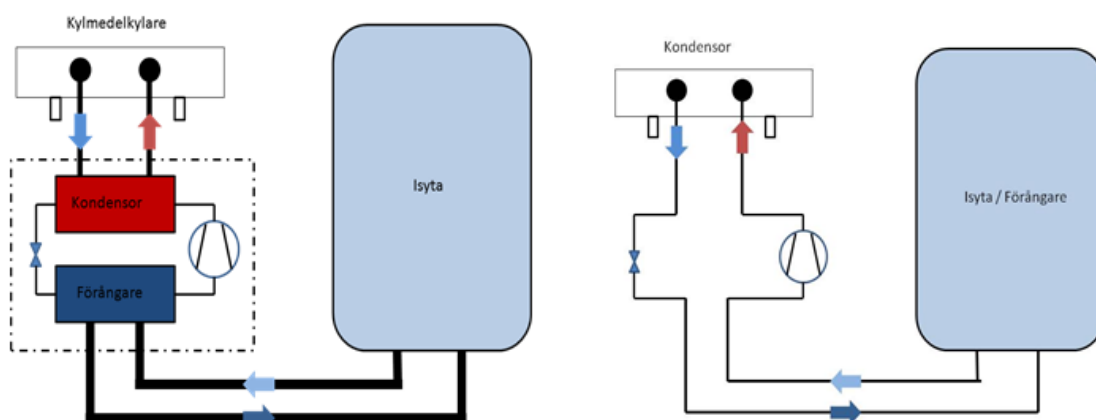 Kylmedelkylare
Kondensor
Förångare
Isyta
Kondensor
Isyta / Förångare